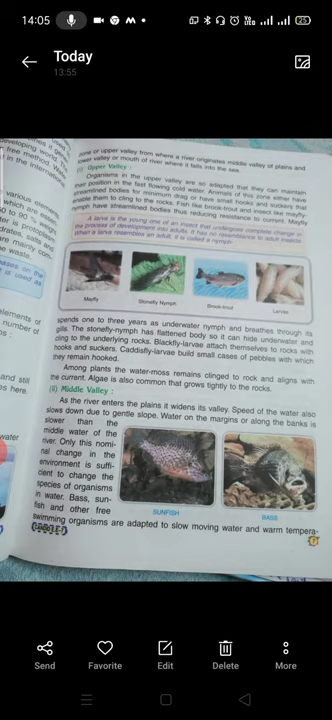 14:05
25
Today
13:55
zone or upper valley from where a river originates middle valley of plains and
lower valley or mouth of river where it falls into the sea.
(i) Upper Valley :
Organisms in the upper valley are so adapted that they can maintain
their position in the fast flowing cold water. Animals of this zone either have
streamlined bodies for minimum drag or have small hooks and suckers that
enable them to cling to the rocks. Fish like brook-trout and insect like mayfly-
nymph have streamlined bodies thus reducing resistance to current. Mayfly
A larva is the young one of an insect that undergoes complete change in
the process of development into adults. It has no resemblance to adult insects
when a larva resembles an adult, it is called a nymph.
Mayfly
Stonefly Nymph
Brook-trout
Larvae
spends one to three years as underwater nymph and breathes through its
gills. The stonefly-nymph has flattened body so it can hide underwater and
cling to the underlying rocks. Blackfly-larvae attach themselves to rocks with
hooks and suckers. Caddisfly-larvae build small cases of pebbles with which
they remain hooked.
Among plants the water-moss remains clinged to rock and aligns with
the current. Algae is also common that grows tightly to the rocks.
(ii) Middle Valley :
As the river enters the plains it widens its valley. Speed of the water also
slows down due to gentle slope. Water on the margins or along the banks is
slower than the
middle water of the
river. Only this nomi-
nal change in the
environment is suffi-
cient to change the
species of organisms
in water. Bass, sun-
fish and other free
swimming organisms are adapted to slow moving water and warm tempera-
SUNFISH
BASS
Send
Favorite
Edit
Delete
More